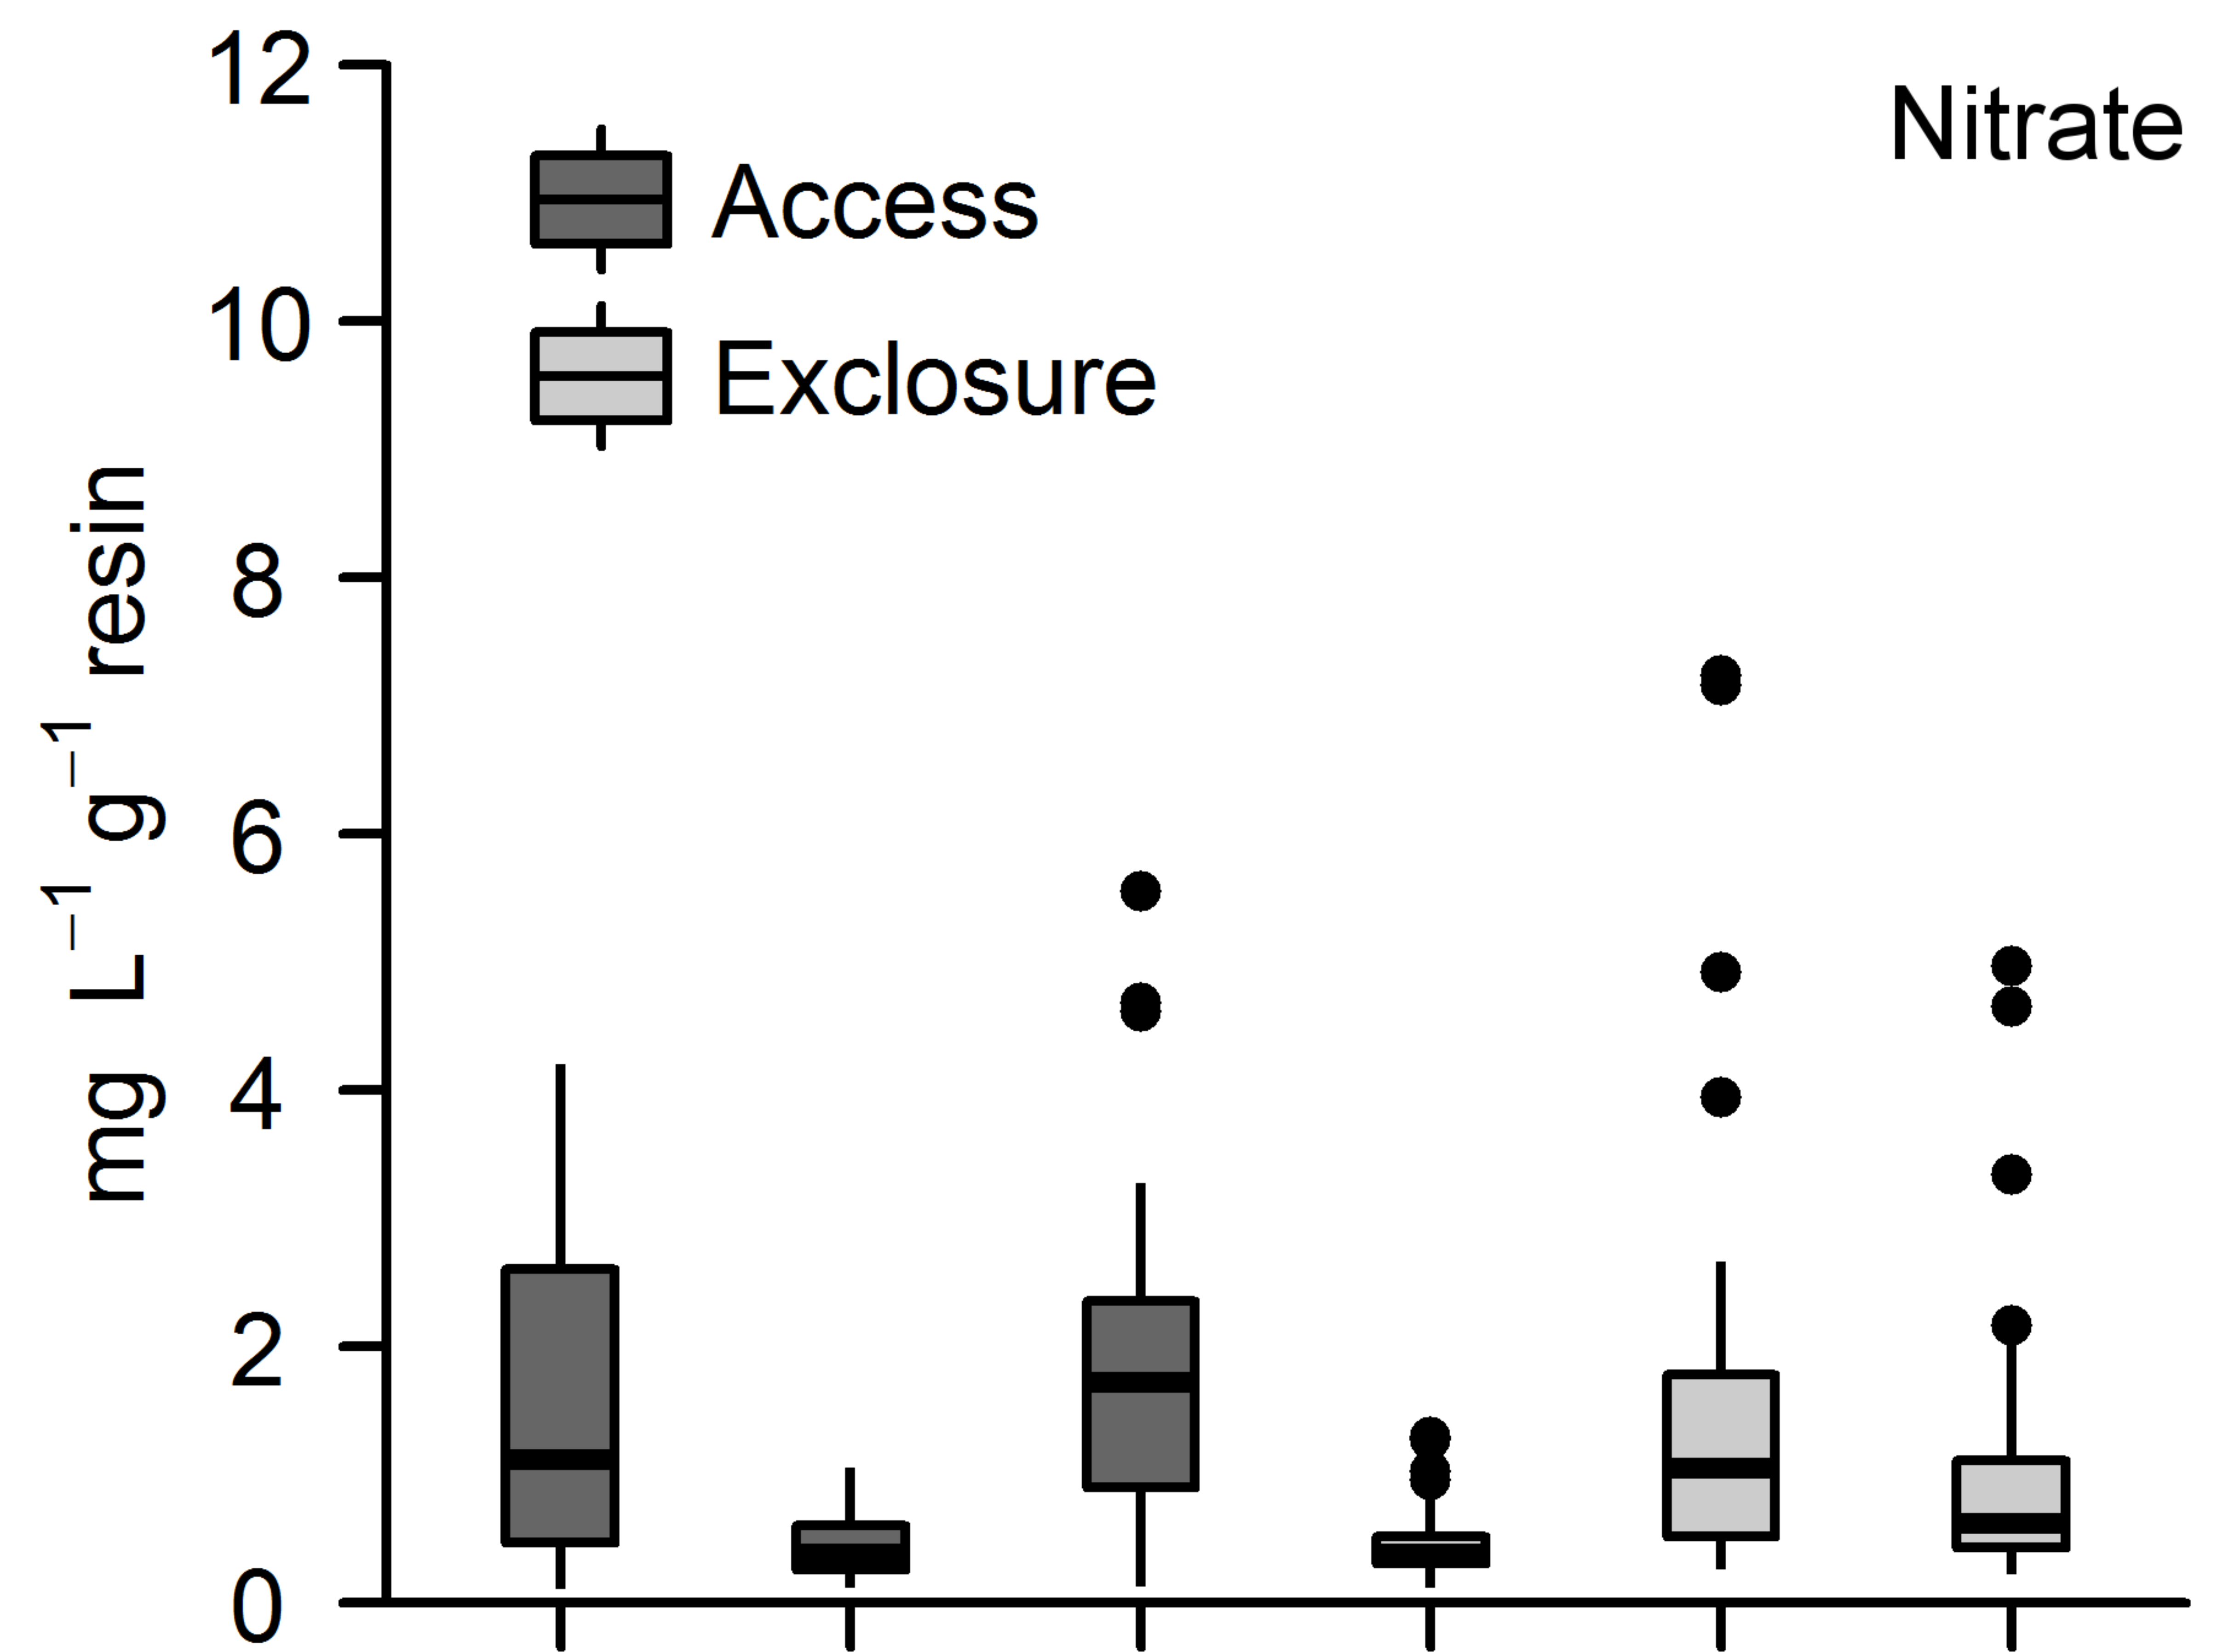 Nitrate
Access
Exclosure
12
10
8
6
4
2
0
mg L⁻¹ g⁻¹ resin